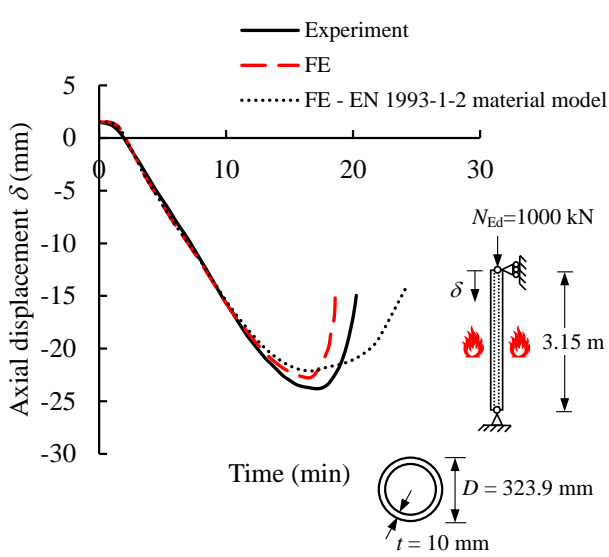 Experiment
FE
FE - EN 1993-1-2 material model
Axial displacement δ (mm)
5
0
-5
-10
-15
-20
-25
-30
0
10
20
30
Time (min)
N_Ed=1000 kN
δ
3.15 m
D = 323.9 mm
t = 10 mm